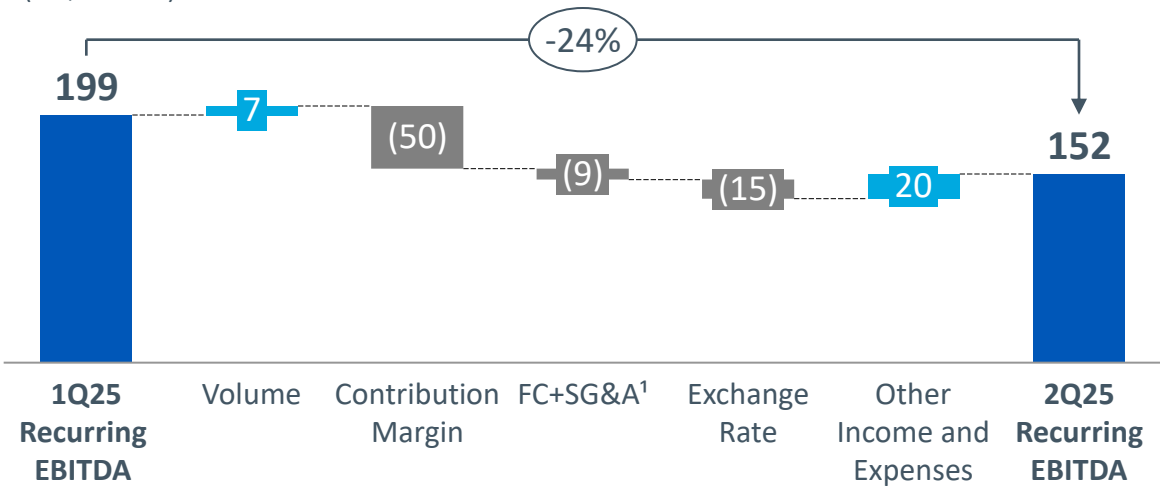 -24%
199
7
(50)
(9)
(15)
20
152
1Q25
Recurring
EBITDA
Volume
Contribution
Margin
FC+SG&A¹
Exchange
Rate
Other
Income and
Expenses
2Q25
Recurring
EBITDA